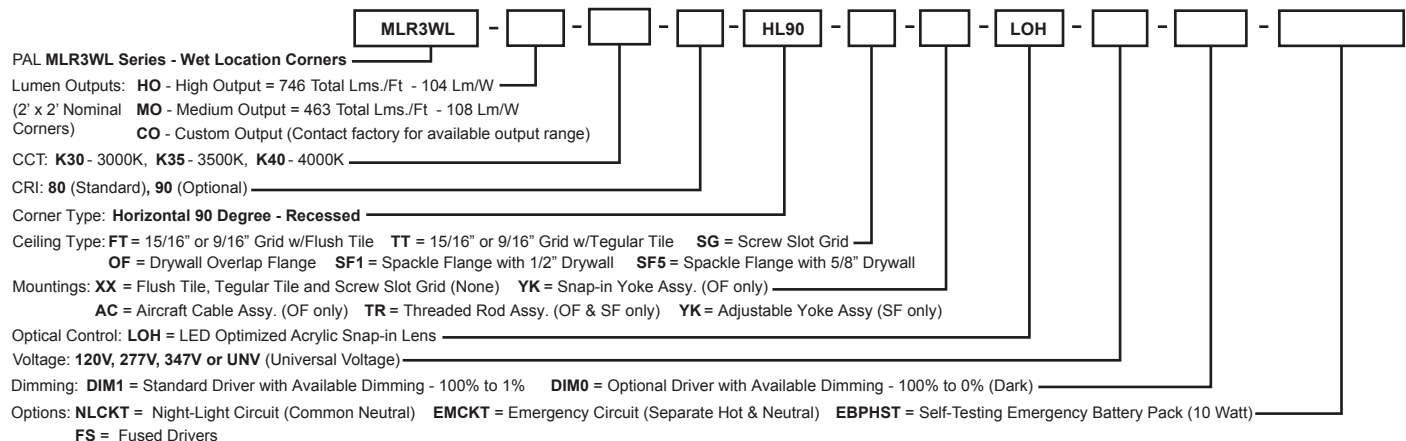 MLR3WL - - - - HL90 - - - LOH - - -
PAL MLR3WL Series - Wet Location Corners
Lumen Outputs: HO - High Output = 746 Total Lms./Ft - 104 Lm/W
(2' x 2' Nominal MO - Medium Output = 463 Total Lms./Ft - 108 Lm/W
Corners) CO - Custom Output (Contact factory for available output range)
CCT: K30 - 3000K, K35 - 3500K, K40 - 4000K
CRI: 80 (Standard), 90 (Optional)
Corner Type: Horizontal 90 Degree - Recessed
Ceiling Type: FT = 15/16” or 9/16” Grid w/Flush Tile TT = 15/16” or 9/16” Grid w/Tegular Tile SG = Screw Slot Grid
OF = Drywall Overlap Flange SF1 = Spackle Flange with 1/2” Drywall SF5 = Spackle Flange with 5/8” Drywall
Mountings: XX = Flush Tile, Tegular Tile and Screw Slot Grid (None) YK = Snap-in Yoke Assy. (OF only)
AC = Aircraft Cable Assy. (OF only) TR = Threaded Rod Assy. (OF & SF only) YK = Adjustable Yoke Assy (SF only)
Optical Control: LOH = LED Optimized Acrylic Snap-in Lens
Voltage: 120V, 277V, 347V or UNV (Universal Voltage)
Dimming: DIM1 = Standard Driver with Available Dimming - 100% to 1% DIM0 = Optional Driver with Available Dimming - 100% to 0% (Dark)
Options: NLCKT = Night-Light Circuit (Common Neutral) EMCKT = Emergency Circuit (Separate Hot & Neutral) EBPHST = Self-Testing Emergency Battery Pack (10 Watt)
FS = Fused Drivers